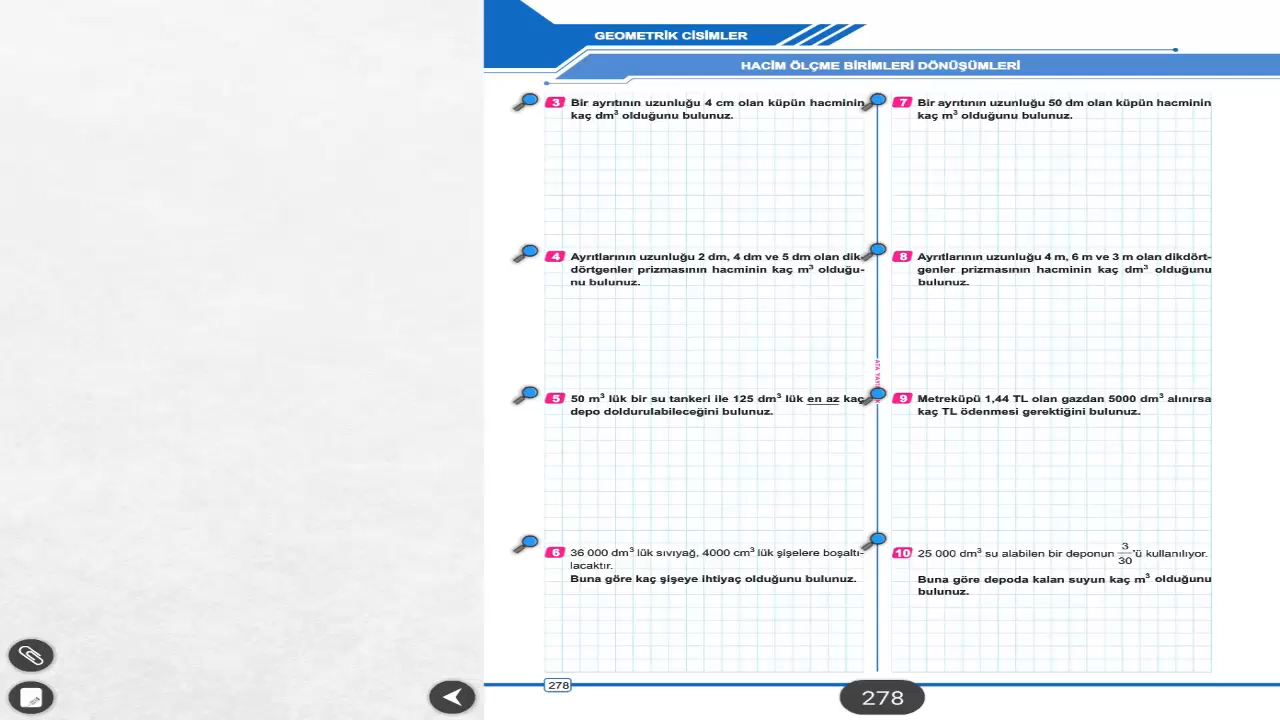 GEOMETRİK CİSİMLER
HACİM ÖLÇME BİRİMLERİ DÖNÜŞÜMLERİ
3 Bir ayrıtının uzunluğu 4 cm olan küpün hacminin
kaç dm³ olduğunu bulunuz.
4 Ayrıtlarının uzunluğu 2 dm, 4 dm ve 5 dm olan dik-
dörtgenler prizmasının hacminin kaç m³ olduğu-
nu bulunuz.
5 50 m³ lük bir su tankeri ile 125 dm³ lük en az kaç
depo doldurulabileceğini bulunuz.
6 36 000 dm³ lük sıvıyağ, 4000 cm³ lük şişelere boşaltı-
lacaktır.
Buna göre kaç şişeye ihtiyaç olduğunu bulunuz.
7 Bir ayrıtının uzunluğu 50 dm olan küpün hacminin
kaç m³ olduğunu bulunuz.
8 Ayrıtlarının uzunluğu 4 m, 6 m ve 3 m olan dikdört-
genler prizmasının hacminin kaç dm³ olduğunu
bulunuz.
9 Metreküpü 1,44 TL olan gazdan 5000 dm³ alınırsa
kaç TL ödenmesi gerektiğini bulunuz.
10 25 000 dm³ su alabilen bir deponun 3/30 'ü kullanılıyor.
Buna göre depoda kalan suyun kaç m³ olduğunu
bulunuz.
278
278